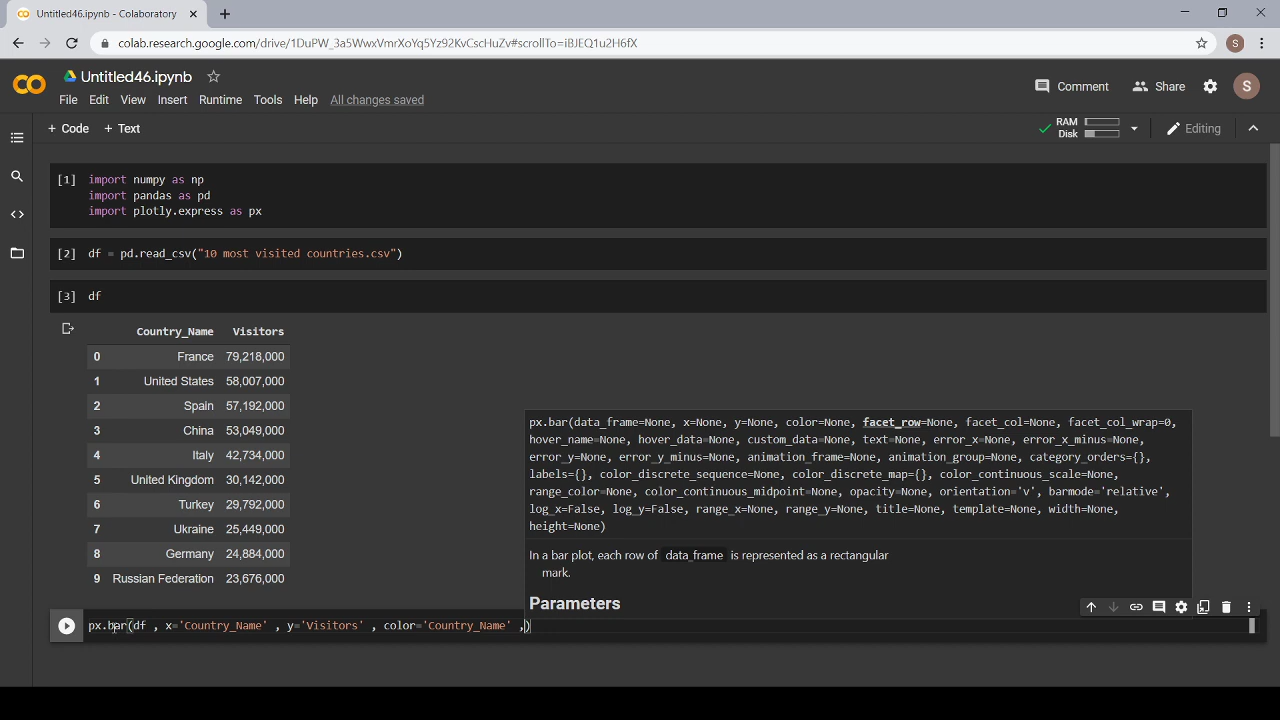 Untitled46.ipynb - Colaboratory
colab.research.google.com/drive/1DuPW_3a5WwxVmrXoYq5Yz92KvCscHuZv#scrollTo=iBJEQ1u2H6fX
S
Untitled46.ipynb
Comment Share S
File Edit View Insert Runtime Tools Help All changes saved
+ Code + Text
RAM
Disk
Editing
[1] import numpy as np
import pandas as pd
import plotly.express as px
[2] df = pd.read_csv("10 most visited countries.csv")
[3] df
Country_Name Visitors
0 France 79,218,000
1 United States 58,007,000
2 Spain 57,192,000
3 China 53,049,000
4 Italy 42,734,000
5 United Kingdom 30,142,000
6 Turkey 29,792,000
7 Ukraine 25,449,000
8 Germany 24,884,000
9 Russian Federation 23,676,000
px.bar(data_frame=None, x=None, y=None, color=None, facet_row=None, facet_col=None, facet_col_wrap=0,
hover_name=None, hover_data=None, custom_data=None, text=None, error_x=None, error_x_minus=None,
error_y=None, error_y_minus=None, animation_frame=None, animation_group=None, category_orders={},
labels={}, color_discrete_sequence=None, color_discrete_map={}, color_continuous_scale=None,
range_color=None, color_continuous_midpoint=None, opacity=None, orientation='v', barmode='relative',
log_x=False, log_y=False, range_x=None, range_y=None, title=None, template=None, width=None,
height=None)
In a bar plot, each row of data_frame is represented as a rectangular
mark.
Parameters
px.bar(df , x='Country_Name' , y='Visitors' , color='Country_Name' ,)